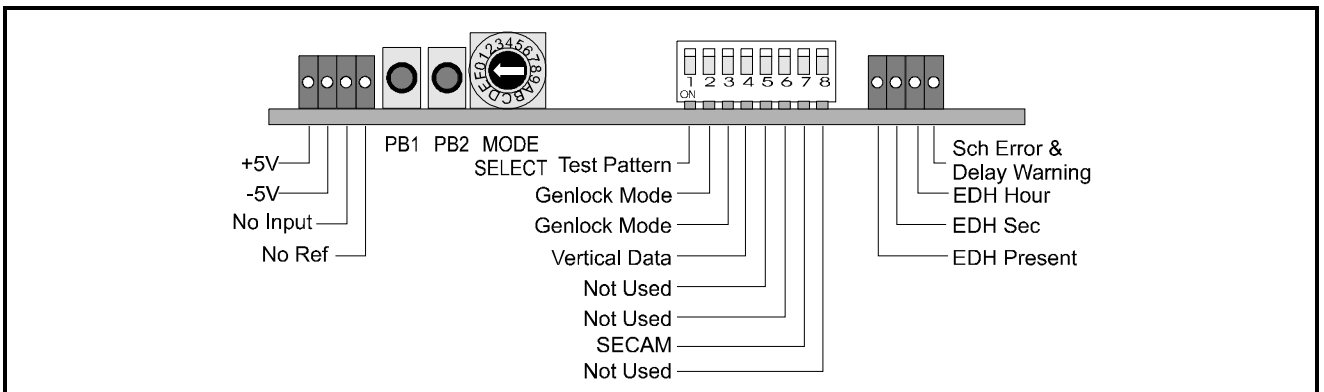 0123456789ABCDEF
1 2 3 4 5 6 7 8
ON
PB1 PB2 MODE SELECT
+5V
-5V
No Input
No Ref
Test Pattern
Genlock Mode
Genlock Mode
Vertical Data
Not Used
Not Used
SECAM
Not Used
Sch Error &
Delay Warning
EDH Hour
EDH Sec
EDH Present